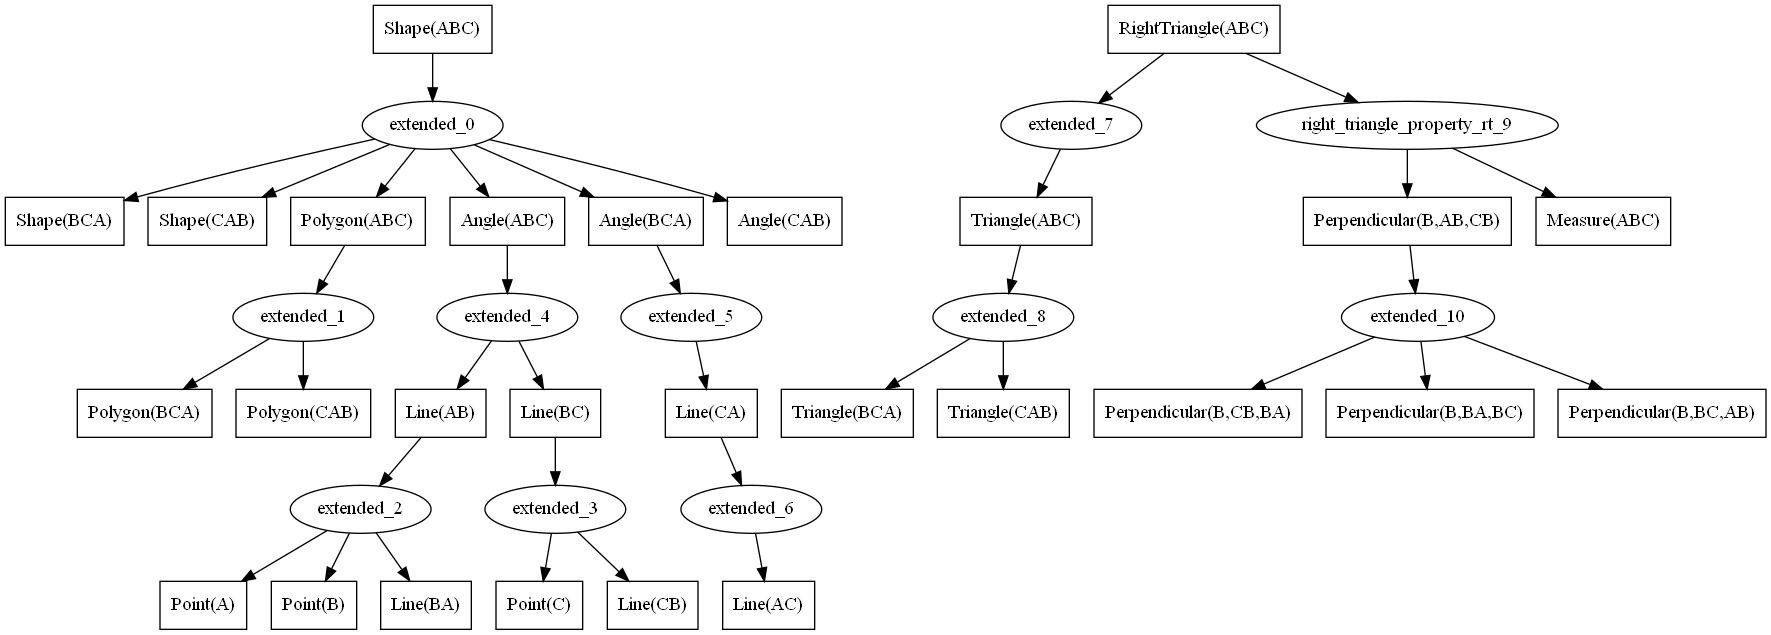 Shape(ABC)
RightTriangle(ABC)
extended_0
extended_7
right_triangle_property_rt_9
Shape(BCA)
Shape(CAB)
Polygon(ABC)
Angle(ABC)
Angle(BCA)
Angle(CAB)
Triangle(ABC)
Perpendicular(B,AB,CB)
Measure(ABC)
extended_1
extended_4
extended_5
extended_8
extended_10
Polygon(BCA)
Polygon(CAB)
Line(AB)
Line(BC)
Line(CA)
Triangle(BCA)
Triangle(CAB)
Perpendicular(B,CB,BA)
Perpendicular(B,BA,BC)
Perpendicular(B,BC,AB)
extended_2
extended_3
extended_6
Point(A)
Point(B)
Line(BA)
Point(C)
Line(CB)
Line(AC)